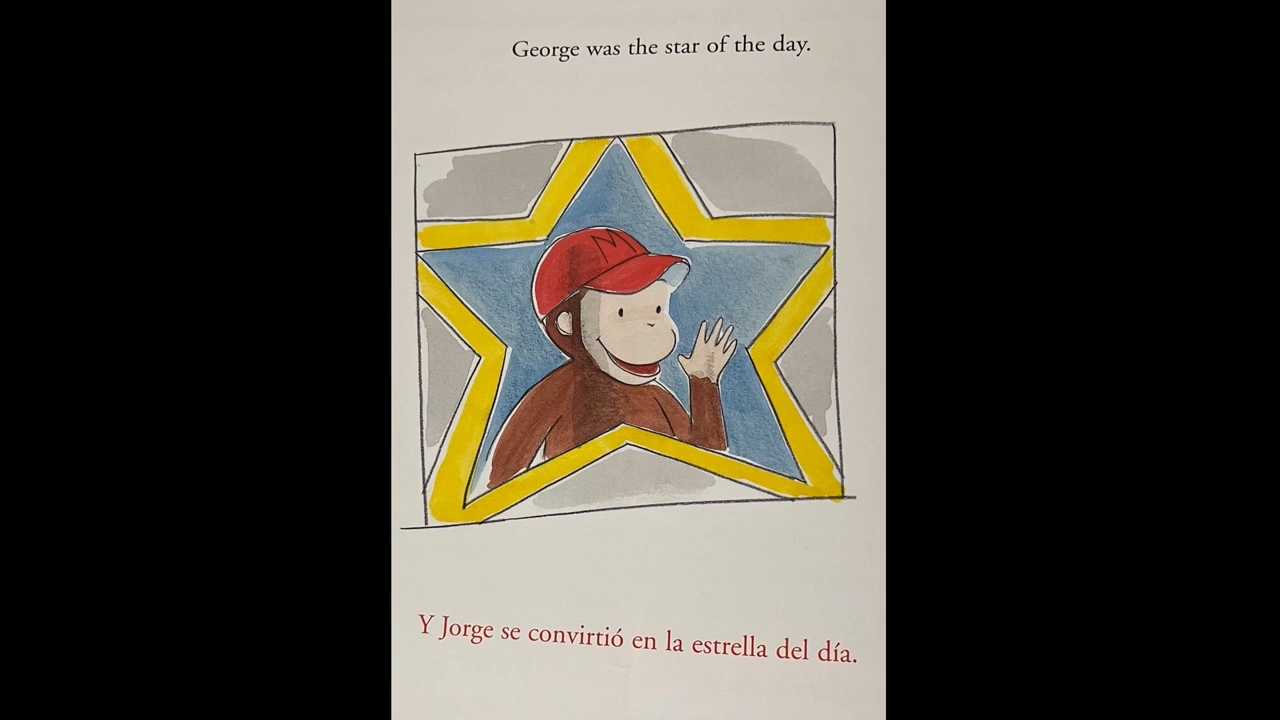 George was the star of the day.
M
Y Jorge se convirtió en la estrella del día.